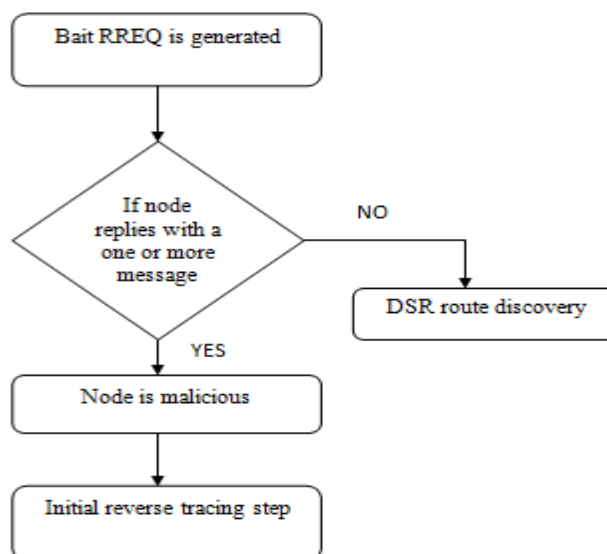 Bait RREQ is generated
If node
replies with a
one or more
message
NO
DSR route discovery
YES
Node is malicious
Initial reverse tracing step